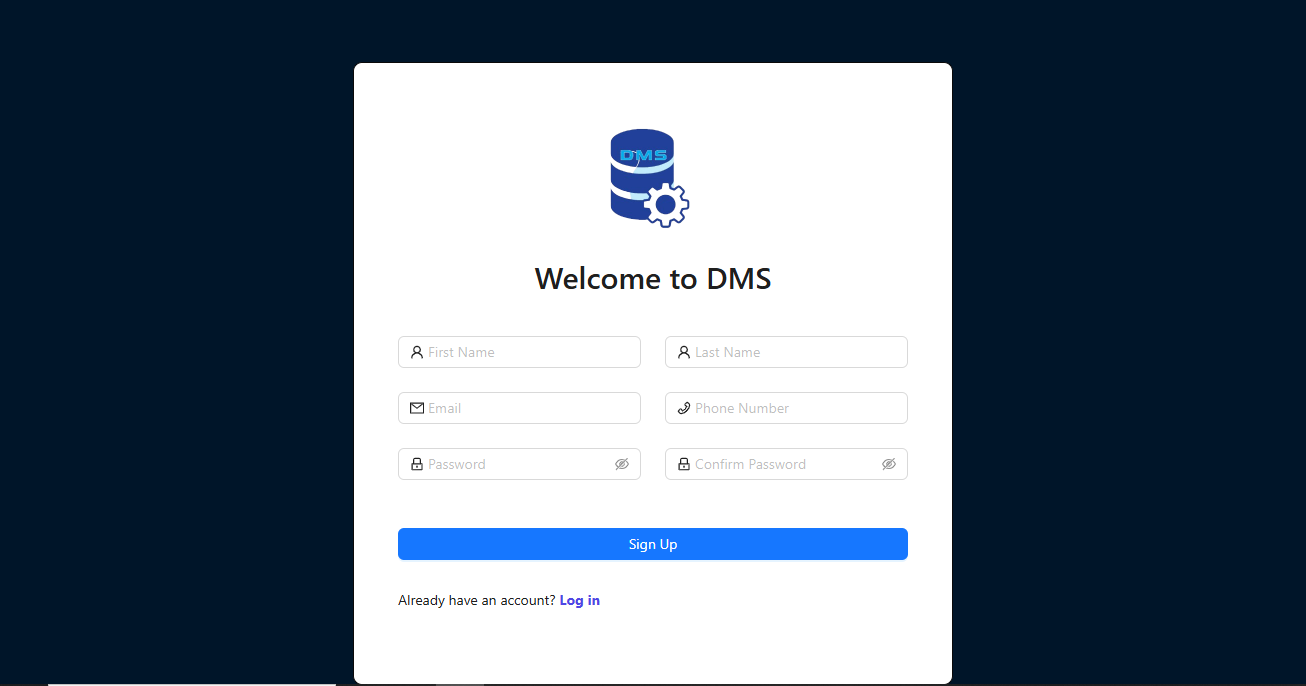 DMS
Welcome to DMS
First Name Last Name
Email Phone Number
Password Confirm Password
Sign Up
Already have an account? Log in